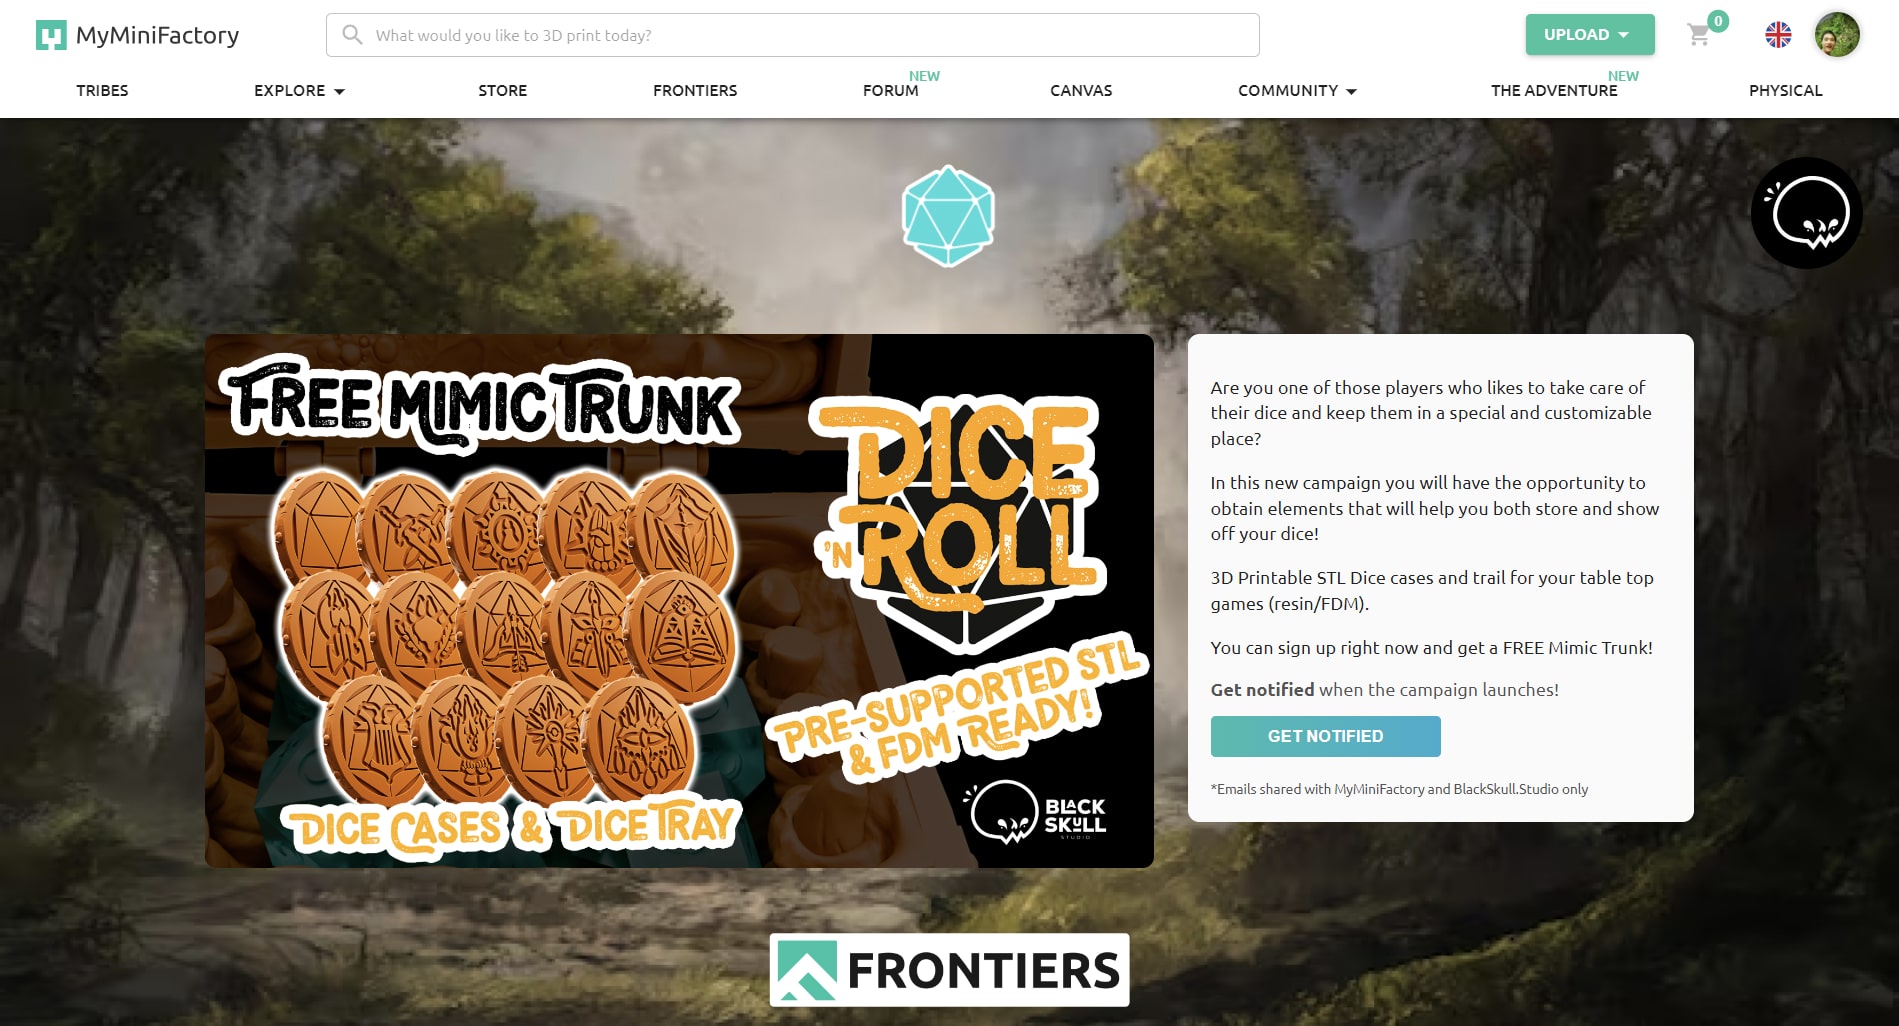 MyMiniFactory
What would you like to 3D print today?
UPLOAD
0
TRIBES
EXPLORE
STORE
FRONTIERS
FORUM
NEW
CANVAS
COMMUNITY
THE ADVENTURE
NEW
PHYSICAL
FREE MIMIC TRUNK
DICE
'N ROLL
PRE-SUPPORTED STL
& FDM READY!
DICE CASES & DICE TRAY
BLACK
SKULL
STUDIO
Are you one of those players who likes to take care of
their dice and keep them in a special and customizable
place?
In this new campaign you will have the opportunity to
obtain elements that will help you both store and show
off your dice!
3D Printable STL Dice cases and trail for your table top
games (resin/FDM).
You can sign up right now and get a FREE Mimic Trunk!
Get notified when the campaign launches!
GET NOTIFIED
*Emails shared with MyMiniFactory and BlackSkull.Studio only
FRONTIERS